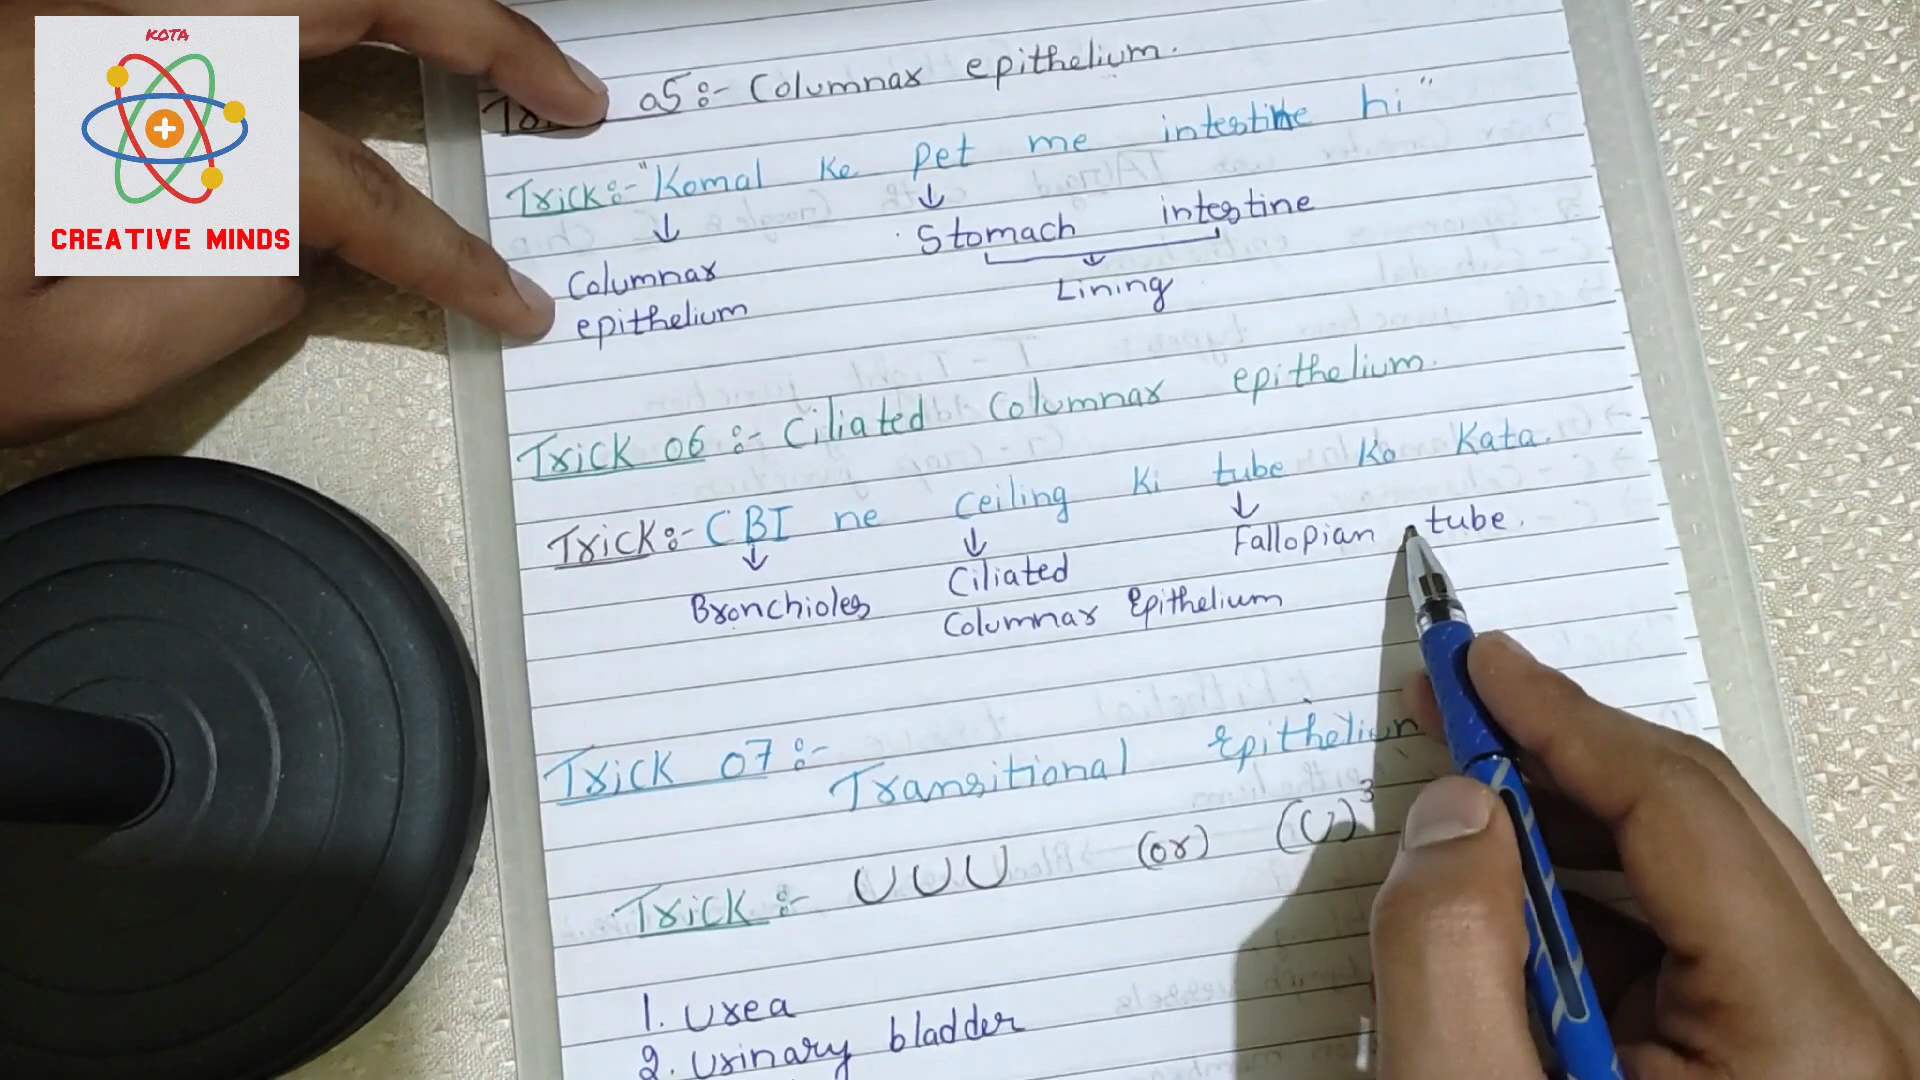 KOTA
CREATIVE MINDS
05:- Columnar epithelium.
Trick:- "Komal ke pet me intestine hi"
Columnar epithelium
Stomach intestine
Lining
Trick 06:- Ciliated Columnar epithelium.
Trick:- CBI ne ceiling ki tube ko kata.
Bronchioles
Ciliated
Columnar Epithelium
Fallopian tube.
Trick 07:-
Transitional Epithelium
Trick:- UUU (or) (U)³
1. Urea
2. Urinary bladder